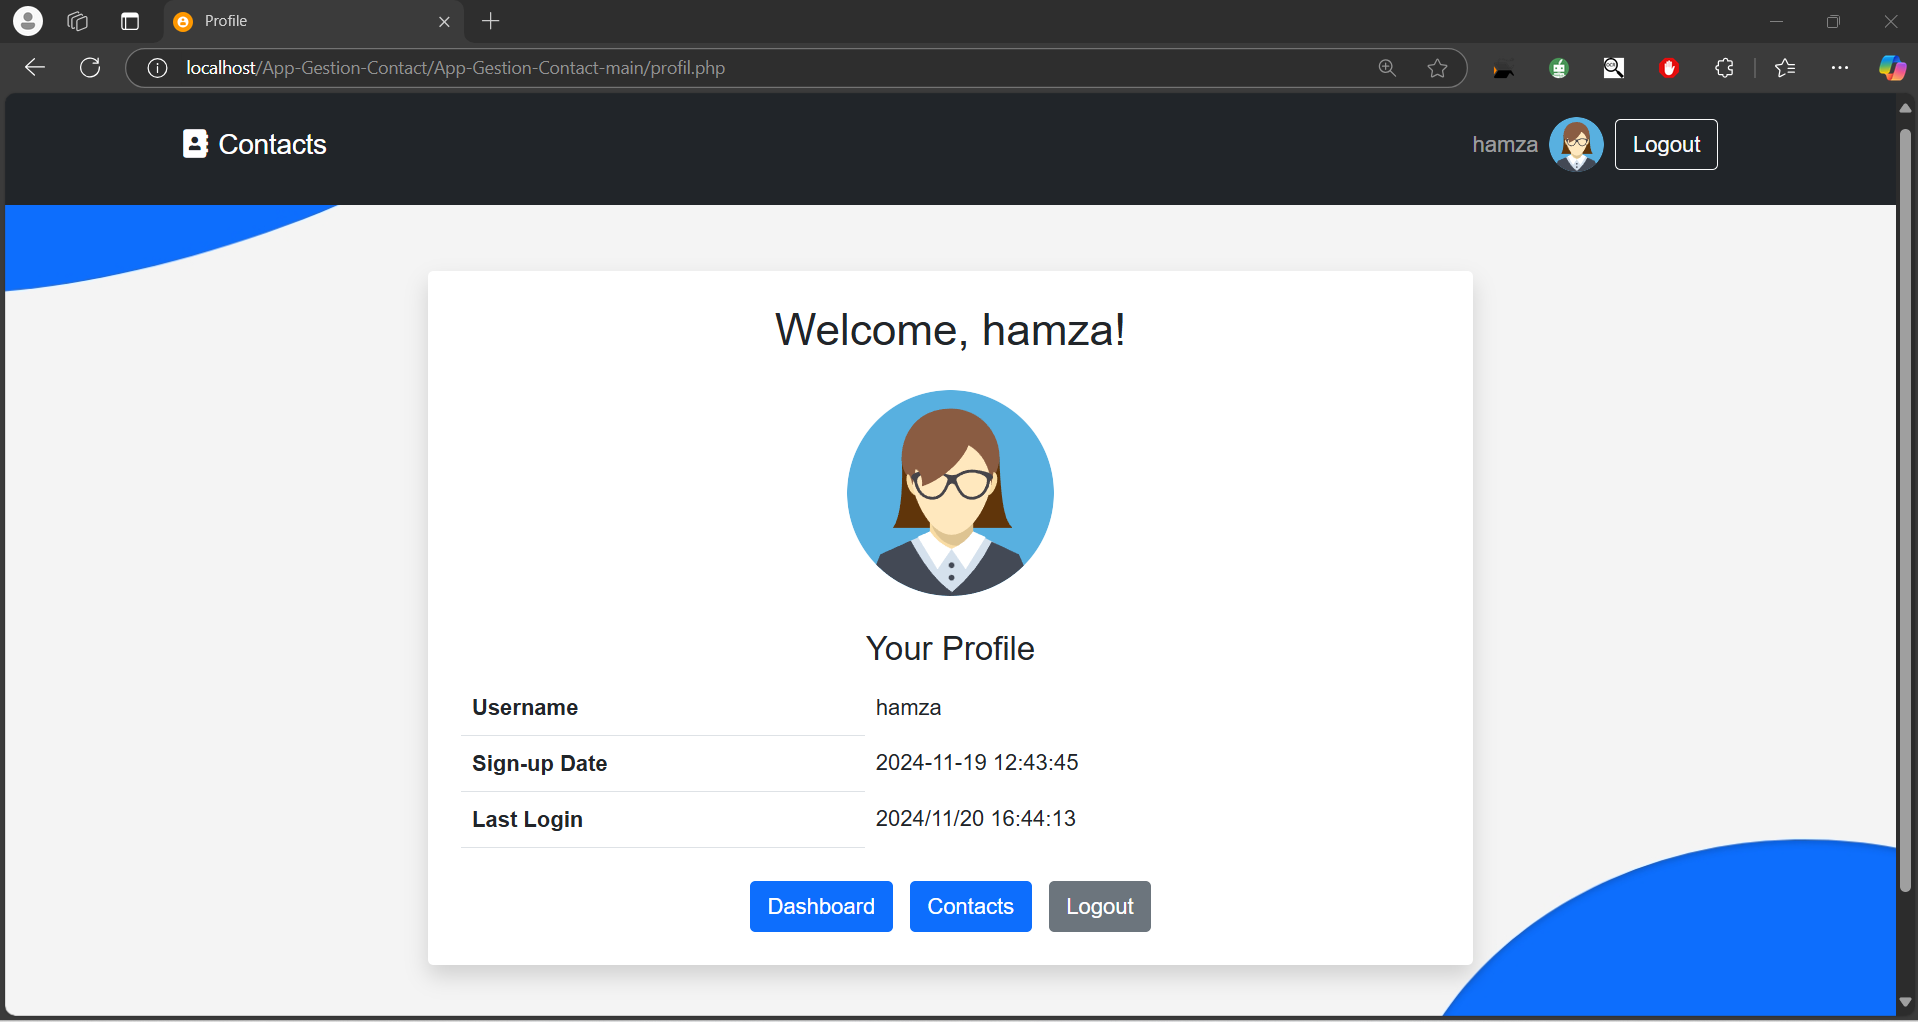 Profile
localhost/App-Gestion-Contact/App-Gestion-Contact-main/profil.php
Contacts
hamza
Logout
Welcome, hamza!
Your Profile
Username hamza
Sign-up Date 2024-11-19 12:43:45
Last Login 2024/11/20 16:44:13
Dashboard Contacts Logout